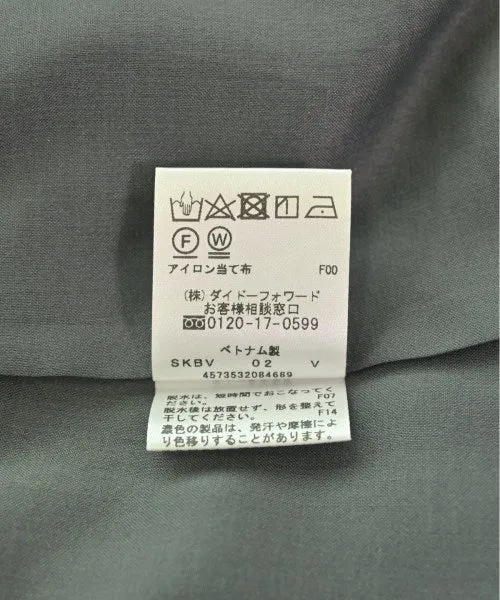 F W
アイロン当て布 F00
(株)ダイドーフォワード
お客様相談窓口
0120-17-0599
ベトナム製
SKBV 02 V
4573532084689
脱水は、短時間でおこなってく
ださい。 F07
脱水後は放置せず、形を整えて
干してください。 F14
濃色の製品は、発汗や摩擦によ
り色移りすることがあります。